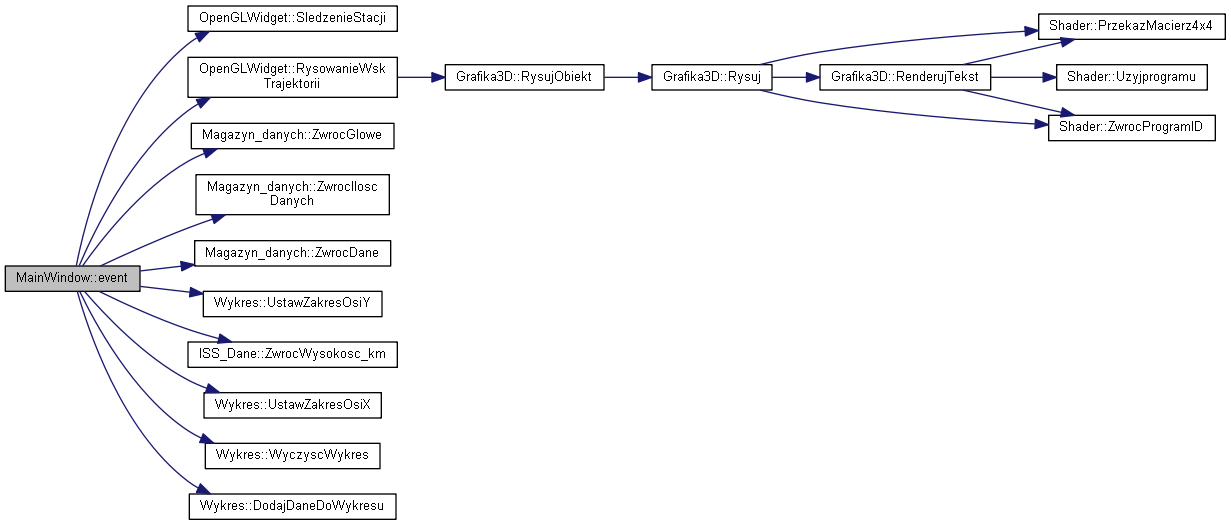 OpenGLWidget::SledzenieStacji
OpenGLWidget::RysowanieWsk
Trajektorii
Grafika3D::RysujObiekt
Grafika3D::Rysuj
Grafika3D::RenderujTekst
Shader::PrzekazMacierz4x4
Shader::Uzyjprogramu
Shader::ZwrocProgramID
Magazyn_danych::ZwrocGlowe
Magazyn_danych::ZwrocIlosc
Danych
Magazyn_danych::ZwrocDane
MainWindow::event
Wykres::UstawZakresOsiY
ISS_Dane::ZwrocWysokosc_km
Wykres::UstawZakresOsiX
Wykres::WyczyscWykres
Wykres::DodajDaneDoWykresu